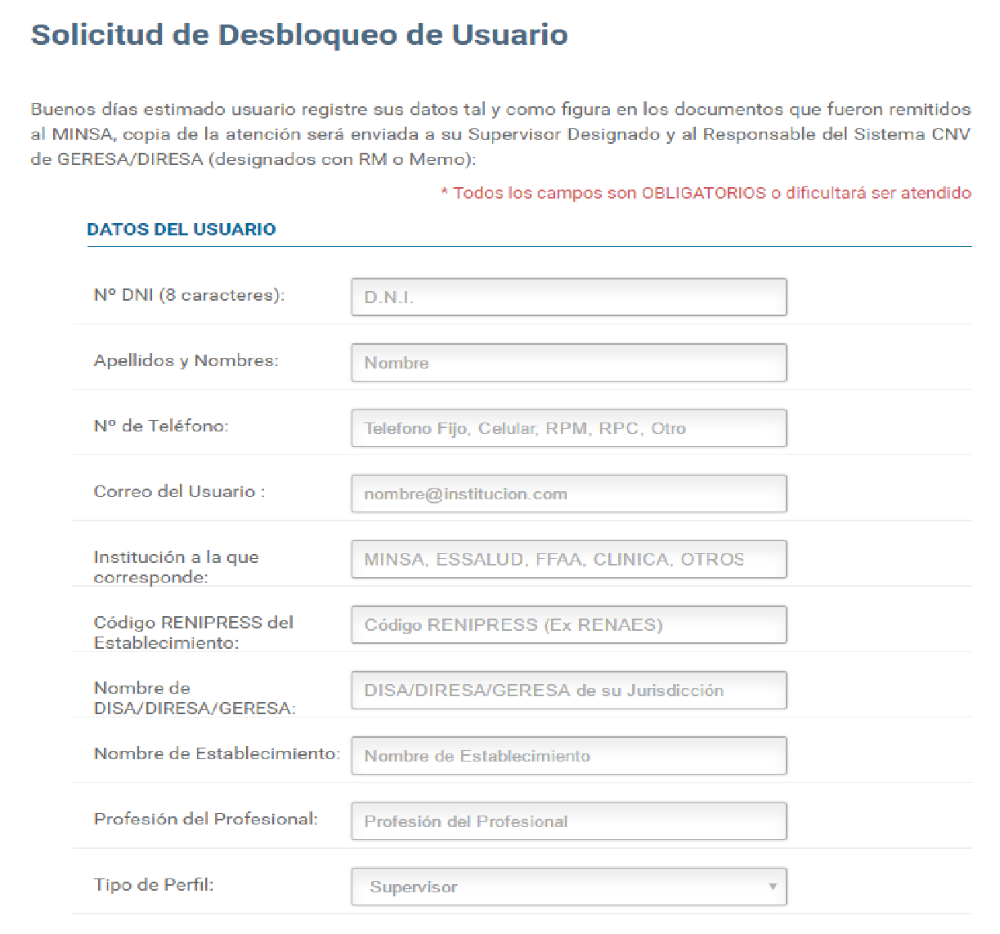 Solicitud de Desbloqueo de Usuario
Buenos días estimado usuario registre sus datos tal y como figura en los documentos que fueron remitidos
al MINSA, copia de la atención será enviada a su Supervisor Designado y al Responsable del Sistema CNV
de GERESA/DIRESA (designados con RM o Memo):
* Todos los campos son OBLIGATORIOS o dificultará ser atendido
DATOS DEL USUARIO
Nº DNI (8 caracteres):
D.N.I.
Apellidos y Nombres:
Nombre
Nº de Teléfono:
Telefono Fijo, Celular, RPM, RPC, Otro
Correo del Usuario :
nombre@institucion.com
Institución a la que
corresponde:
MINSA, ESSALUD, FFAA, CLINICA, OTROS
Código RENIPRESS del
Establecimiento:
Código RENIPRESS (Ex RENAES)
Nombre de
DISA/DIRESA/GERESA:
DISA/DIRESA/GERESA de su Jurisdicción
Nombre de Establecimiento:
Nombre de Establecimiento
Profesión del Profesional:
Profesión del Profesional
Tipo de Perfil:
Supervisor